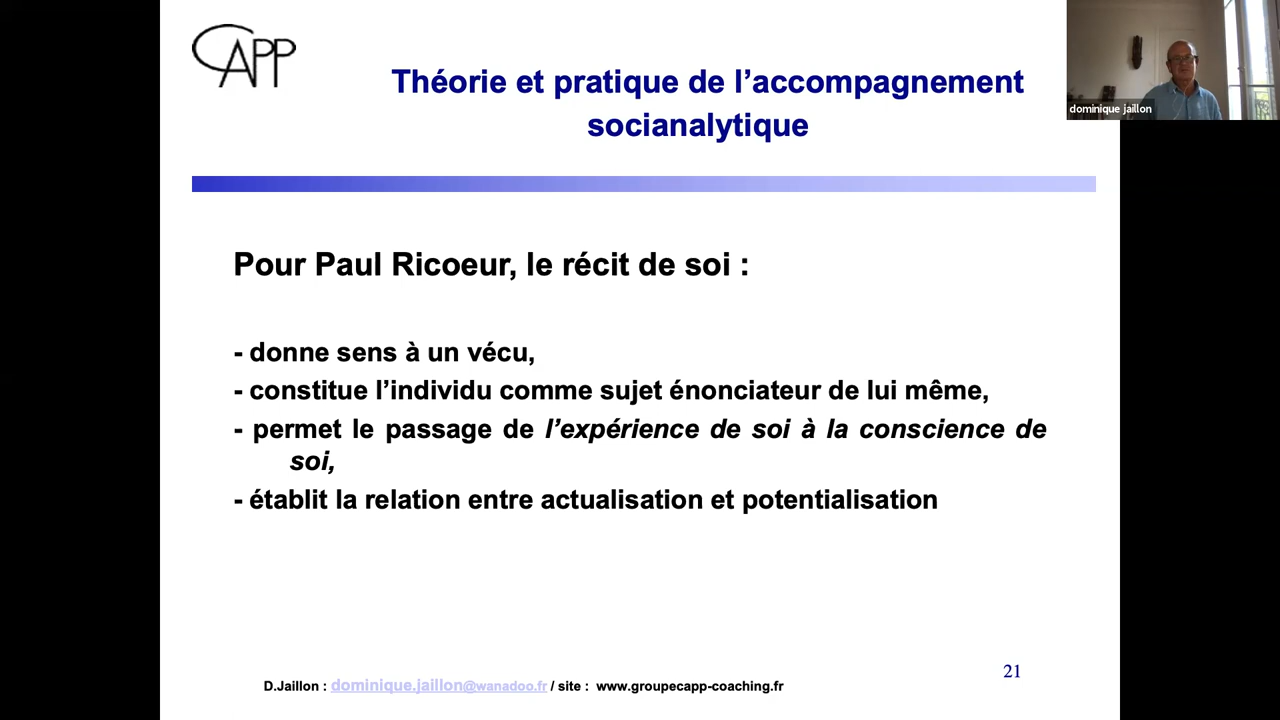 CAPP
Théorie et pratique de l’accompagnement
socianalytique
dominique jaillon
Pour Paul Ricoeur, le récit de soi :
- donne sens à un vécu,
- constitue l’individu comme sujet énonciateur de lui même,
- permet le passage de l’expérience de soi à la conscience de
soi,
- établit la relation entre actualisation et potentialisation
21
D.Jaillon : dominique.jaillon@wanadoo.fr / site : www.groupecapp-coaching.fr